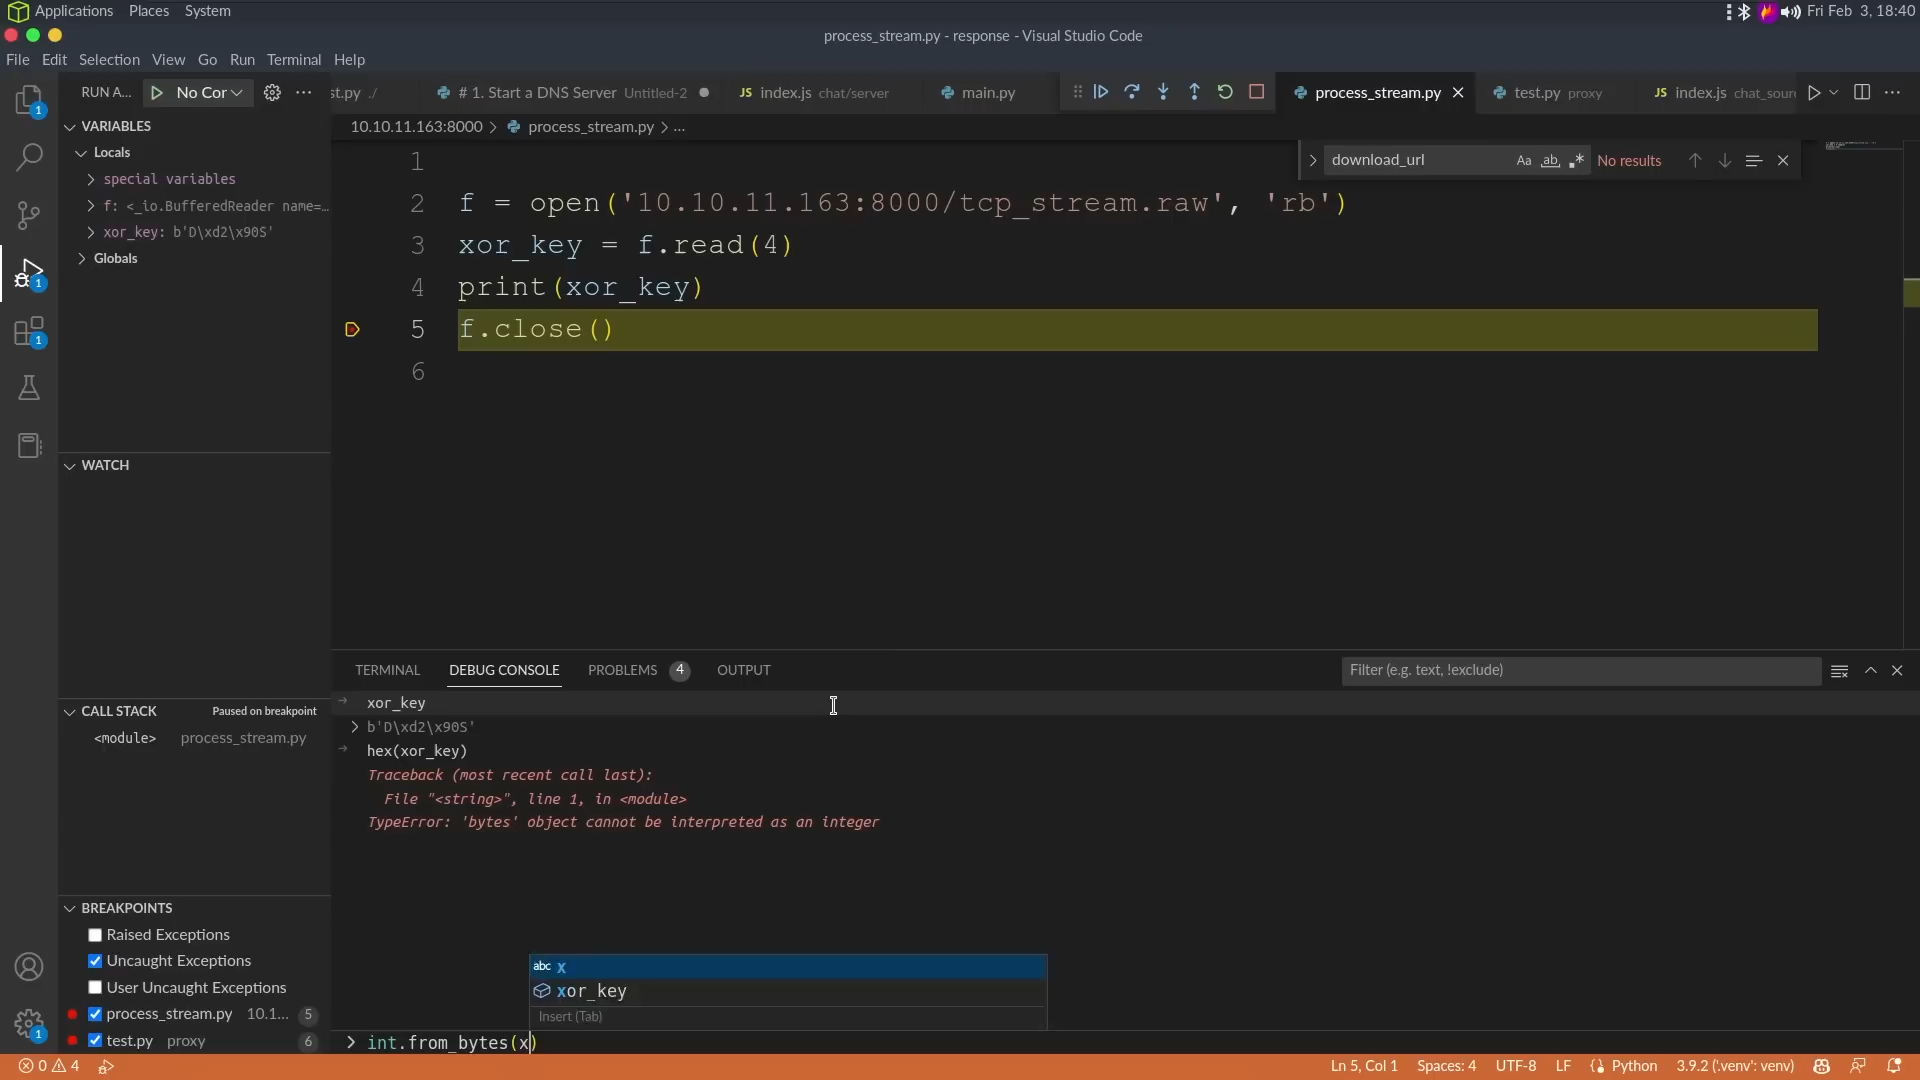 Applications Places System
Fri Feb 3, 18:40
process_stream.py - response - Visual Studio Code
File Edit Selection View Go Run Terminal Help
RUN A... No Cor
st.py ./ # 1. Start a DNS Server Untitled-2 JS index.js chat/server main.py process_stream.py test.py proxy JS index.js chat_sour
10.10.11.163:8000 > process_stream.py > ...
VARIABLES
Locals
special variables
f: <_io.BufferedReader name=…
xor_key: b'D\xd2\x90S'
Globals
download_url Aa ab No results
1
2 f = open('10.10.11.163:8000/tcp_stream.raw', 'rb')
3 xor_key = f.read(4)
4 print(xor_key)
5 f.close()
6
WATCH
CALL STACK Paused on breakpoint
<module> process_stream.py
BREAKPOINTS
Raised Exceptions
Uncaught Exceptions
User Uncaught Exceptions
process_stream.py 10.1... 5
test.py proxy 6
1
1
1
1
TERMINAL DEBUG CONSOLE PROBLEMS 4 OUTPUT
Filter (e.g. text, !exclude)
xor_key
b'D\xd2\x90S'
hex(xor_key)
Traceback (most recent call last):
File "<string>", line 1, in <module>
TypeError: 'bytes' object cannot be interpreted as an integer
abc x
xor_key
Insert (Tab)
> int.from_bytes(x)
0 4
Ln 5, Col 1 Spaces: 4 UTF-8 LF Python 3.9.2 ('.venv': venv)